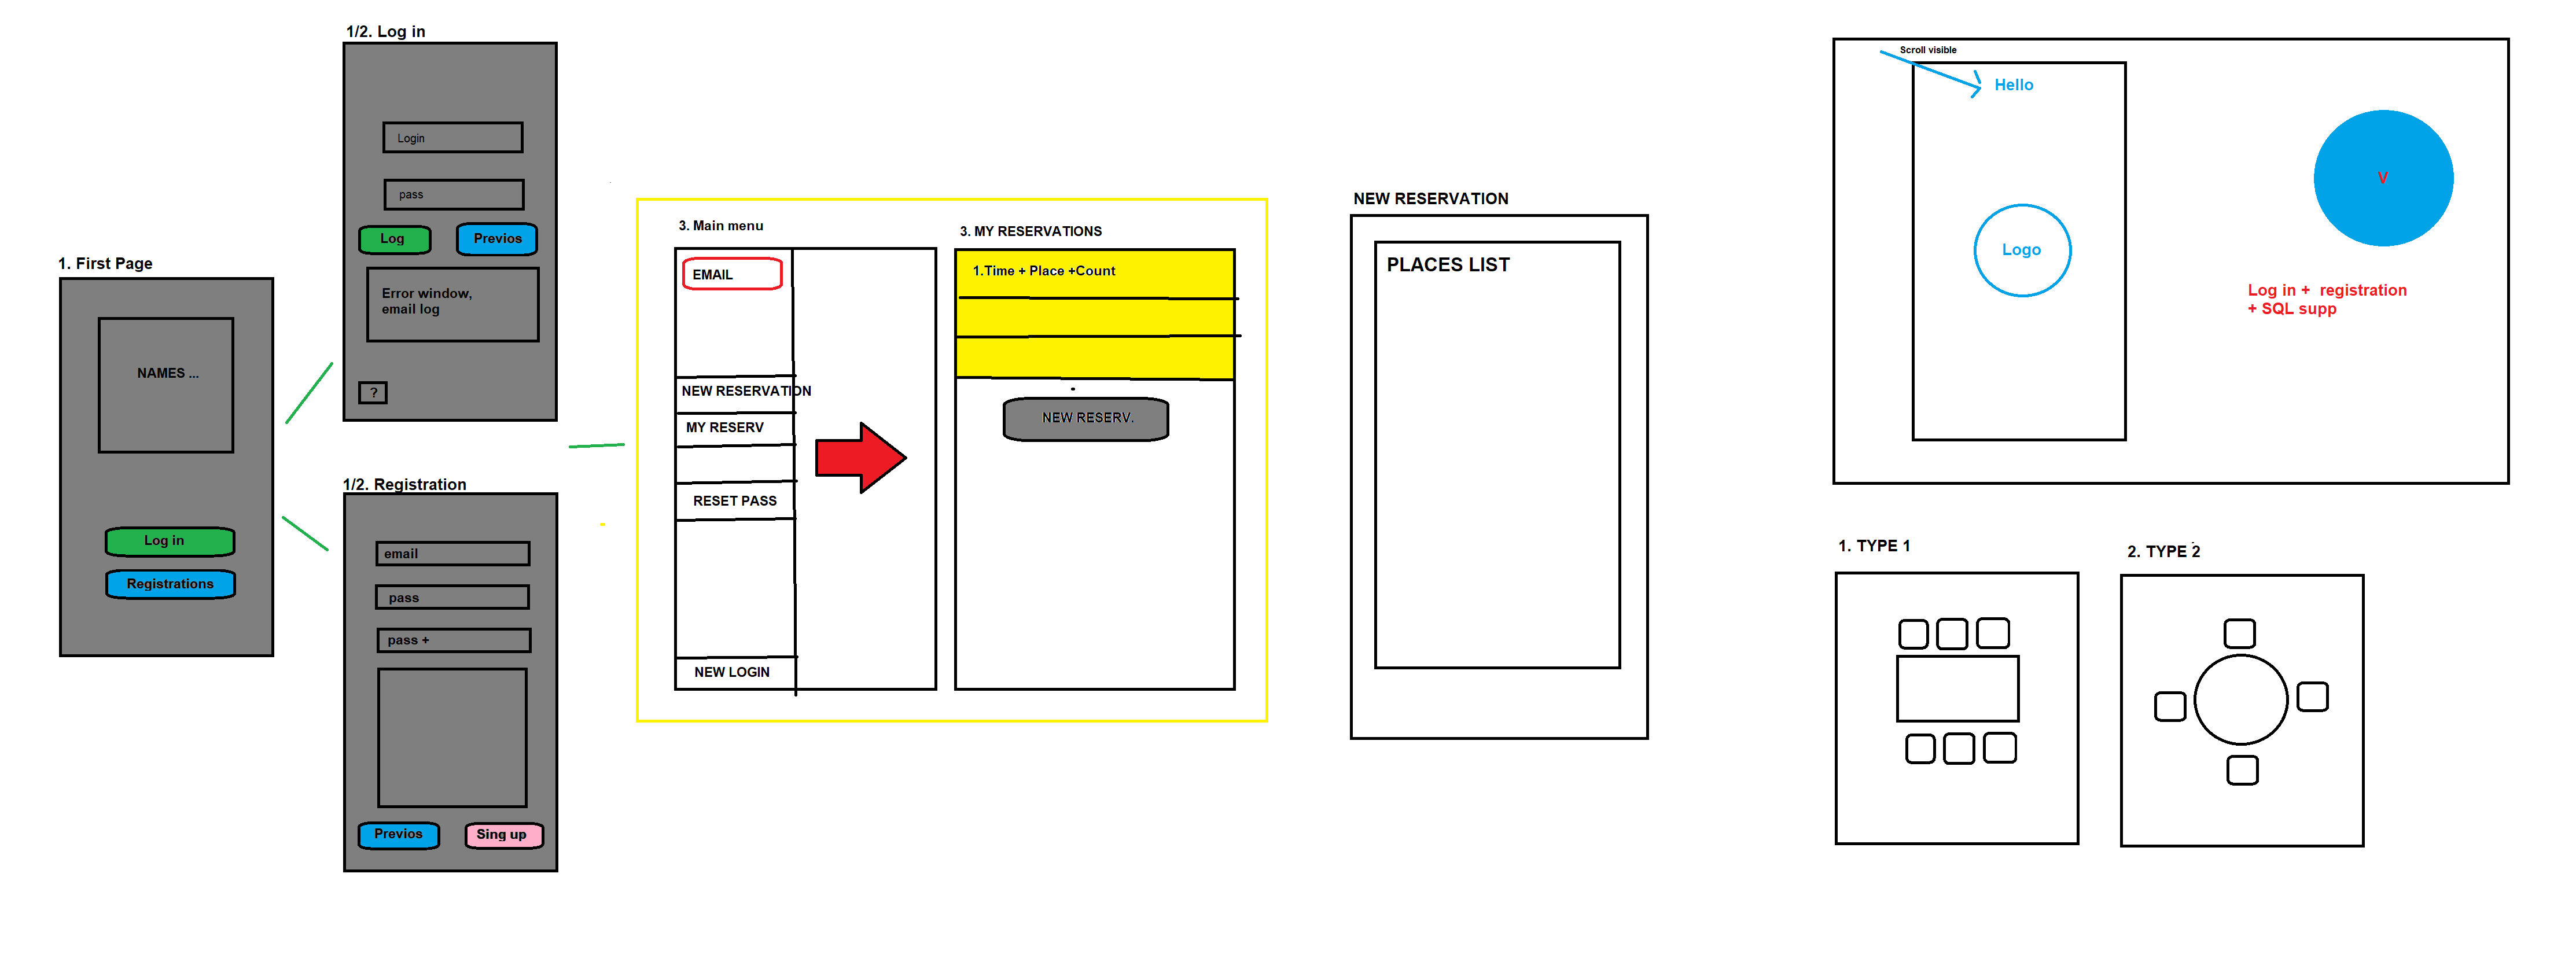 1. First Page
NAMES ...
Log in
Registrations
1/2. Log in
Login
pass
Log
Previos
Error window,
email log
?
1/2. Registration
email
pass
pass +
Previos
Sing up
3. Main menu
EMAIL
NEW RESERVATION
MY RESERV
RESET PASS
NEW LOGIN
3. MY RESERVATIONS
1.Time + Place +Count
NEW RESERV.
NEW RESERVATION
PLACES LIST
Scroll visible
Hello
Logo
V
Log in + registration
+ SQL supp
1. TYPE 1
2. TYPE 2